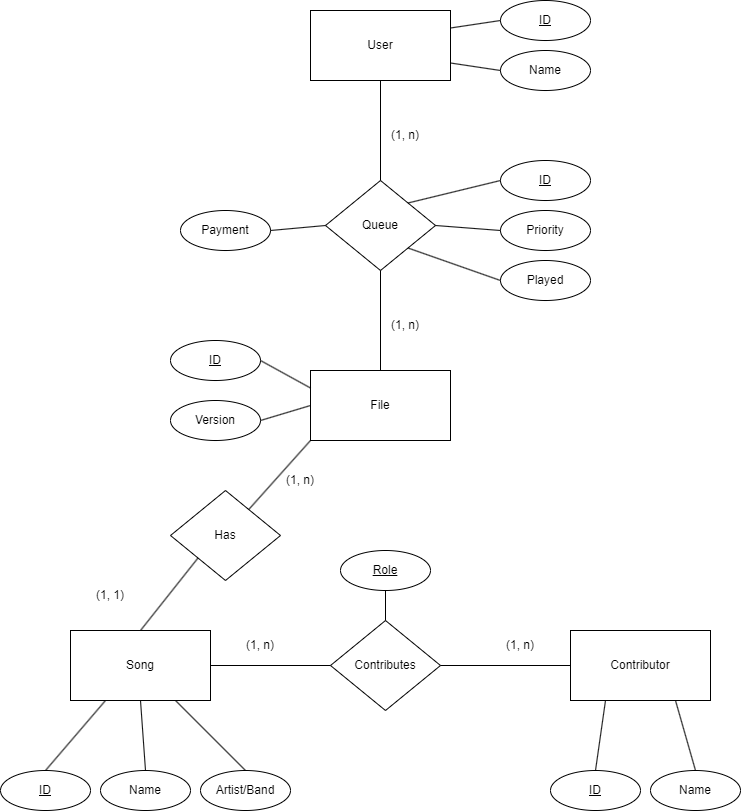 User
ID
Name
(1, n)
Payment
Queue
ID
Priority
Played
(1, n)
ID
Version
File
(1, n)
Has
(1, 1)
Role
Song
(1, n)
Contributes
(1, n)
Contributor
ID
Name
Artist/Band
ID
Name